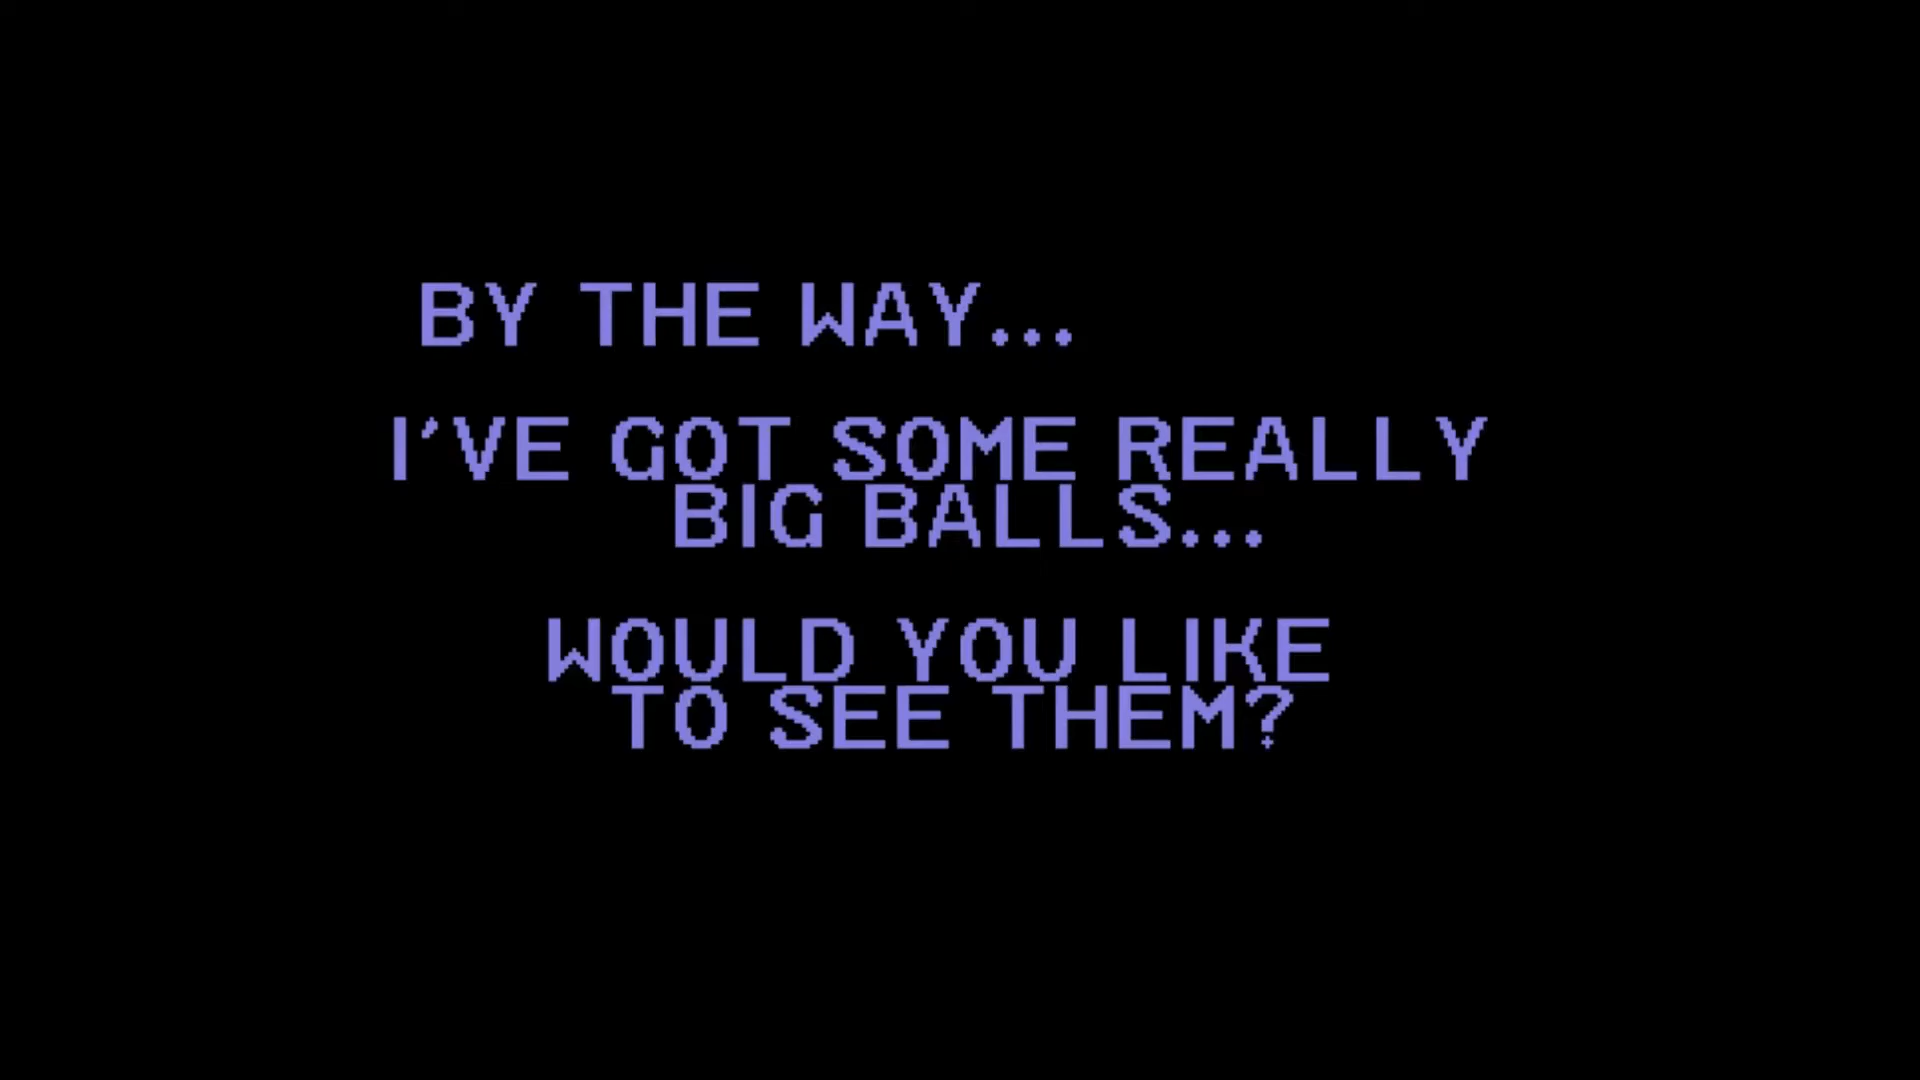 BY THE WAY...
I'VE GOT SOME REALLY
BIG BALLS...
WOULD YOU LIKE
TO SEE THEM?